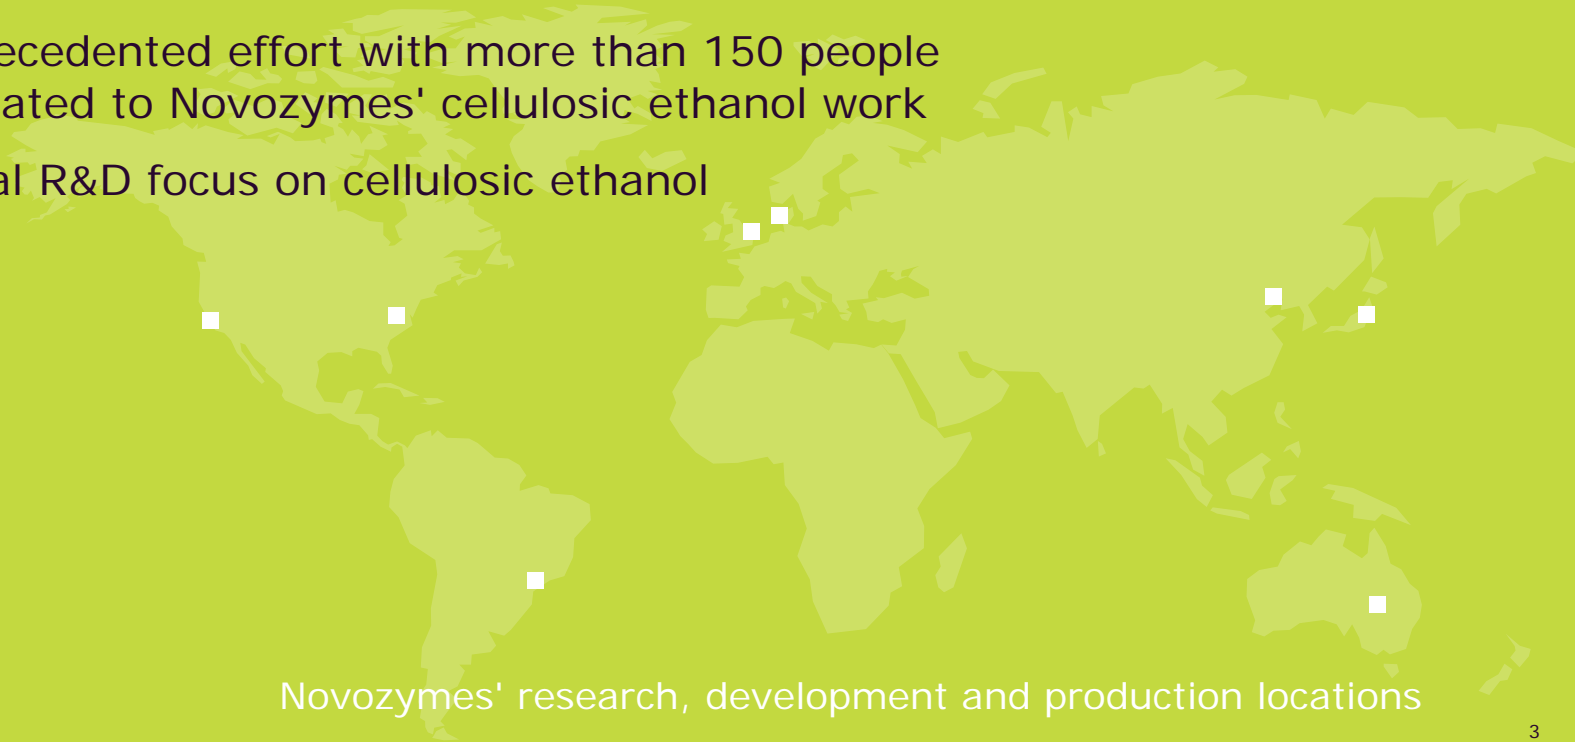 ecedented effort with more than 150 people
ated to Novozymes' cellulosic ethanol work
al R&D focus on cellulosic ethanol
Novozymes' research, development and production locations
3